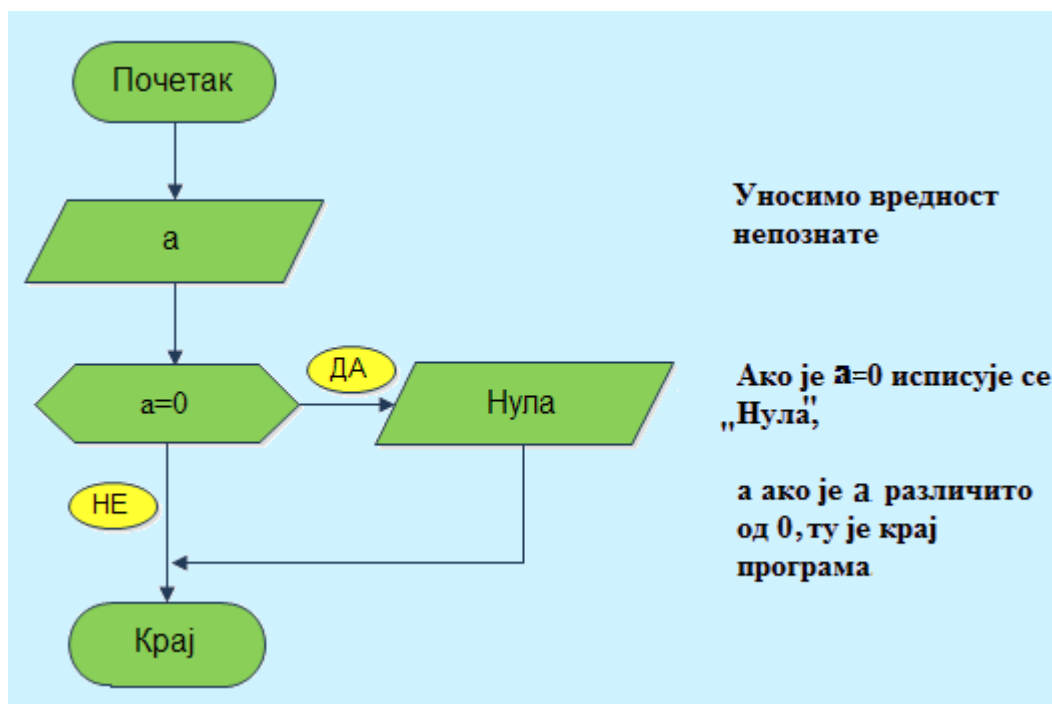 Почетак
а
Уносимо вредност
непознате
а=0
ДА
Нула
Ако је а=0 исписује се
„Нула",
НЕ
а ако је а различито
од 0, ту је крај
програма
Крај